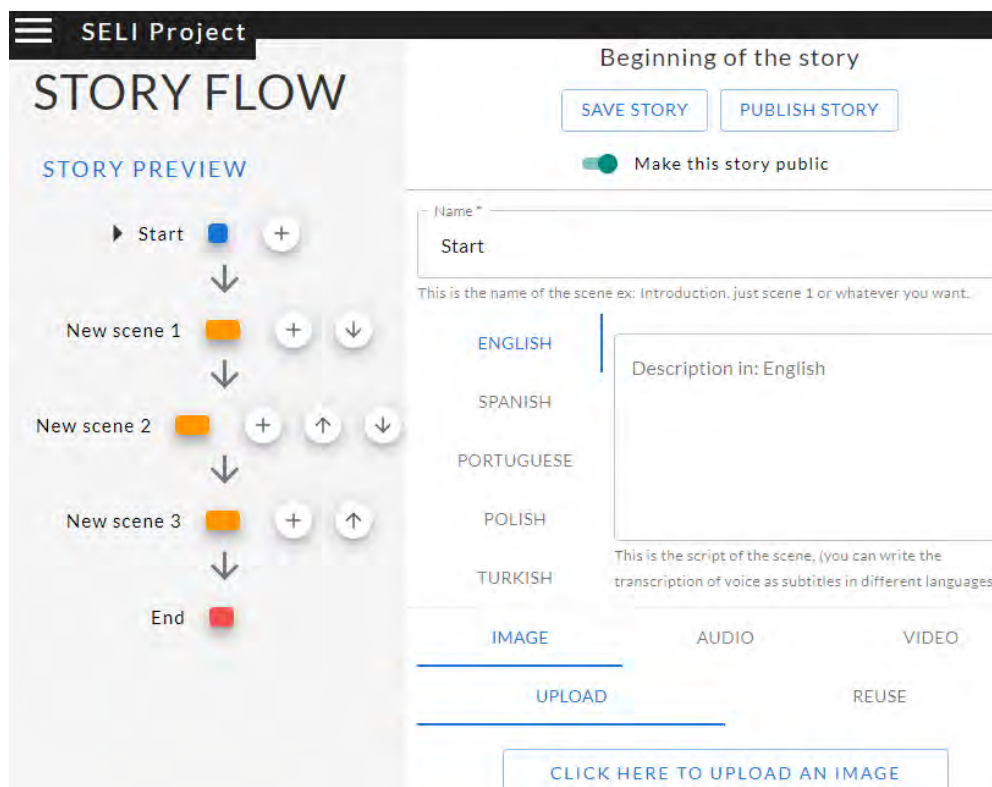 SELI Project
STORY FLOW
STORY PREVIEW
Start
New scene 1
New scene 2
New scene 3
End
Beginning of the story
SAVE STORY PUBLISH STORY
Make this story public
Name*
Start
This is the name of the scene ex: Introduction, just scene 1 or whatever you want.
ENGLISH
SPANISH
PORTUGUESE
POLISH
TURKISH
Description in: English
This is the script of the scene, (you can write the
transcription of voice as subtitles in different languages
IMAGE AUDIO VIDEO
UPLOAD REUSE
CLICK HERE TO UPLOAD AN IMAGE